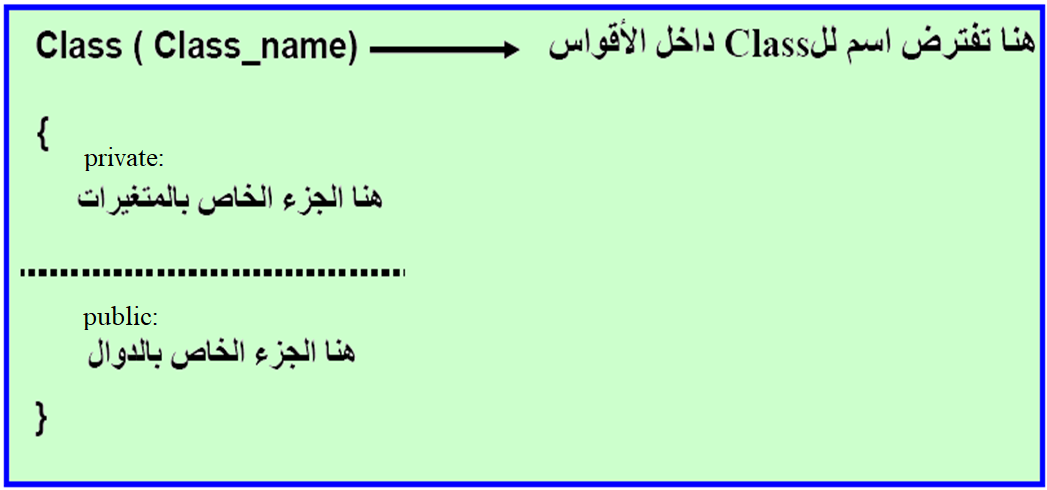 Class ( Class_name) هنا تفترض اسم للClass داخل الأقواس
{
private:
هنا الجزء الخاص بالمتغيرات
public:
هنا الجزء الخاص بالدوال
}